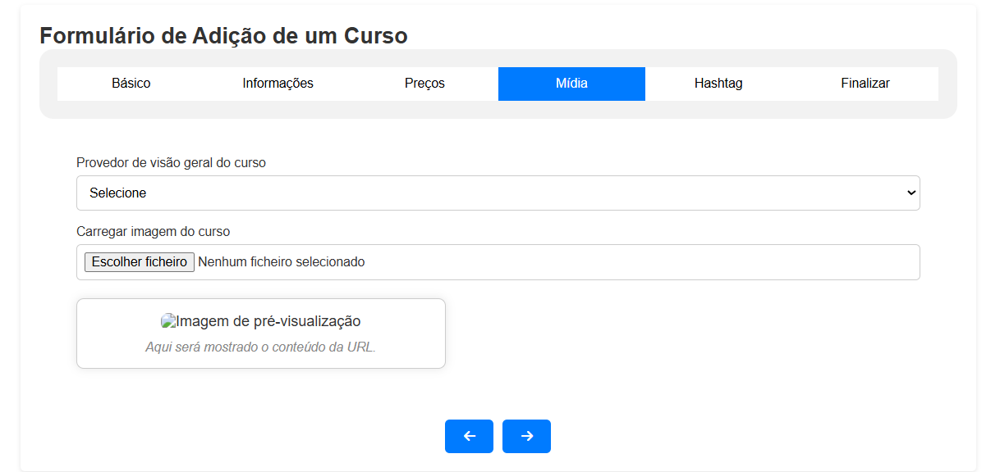 Formulário de Adição de um Curso
Básico Informações Preços Mídia Hashtag Finalizar
Provedor de visão geral do curso
Selecione
Carregar imagem do curso
Escolher ficheiro Nenhum ficheiro selecionado
Imagem de pré-visualização
Aqui será mostrado o conteúdo da URL.